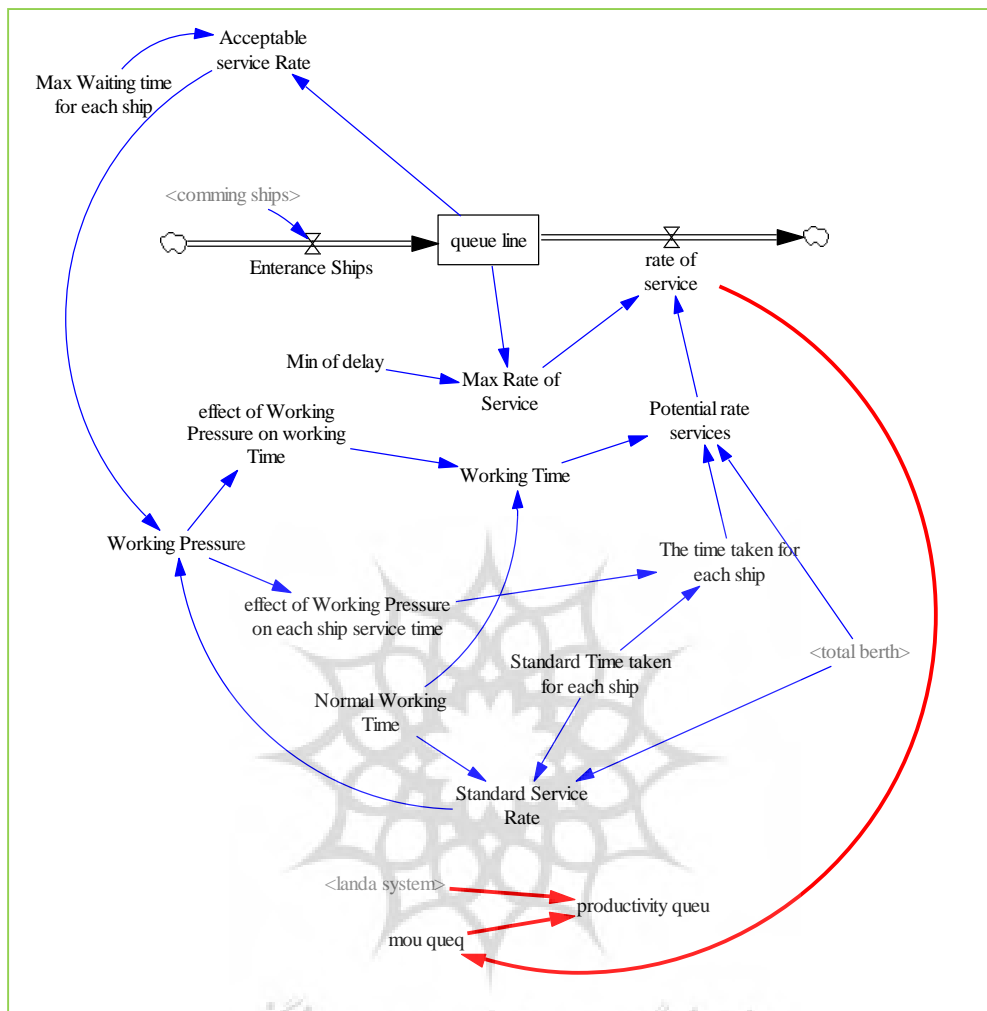 Acceptable
service Rate
Max Waiting time
for each ship
<comming ships>
queue line
Enterance Ships
rate of
service
Min of delay
Max Rate of
Service
effect of Working
Pressure on working
Time
Potential rate
services
Working Time
Working Pressure
The time taken for
each ship
effect of Working Pressure
on each ship service time
<total berth>
Standard Time taken
for each ship
Normal Working
Time
Standard Service
Rate
<landa system>
productivity queu
mou queq